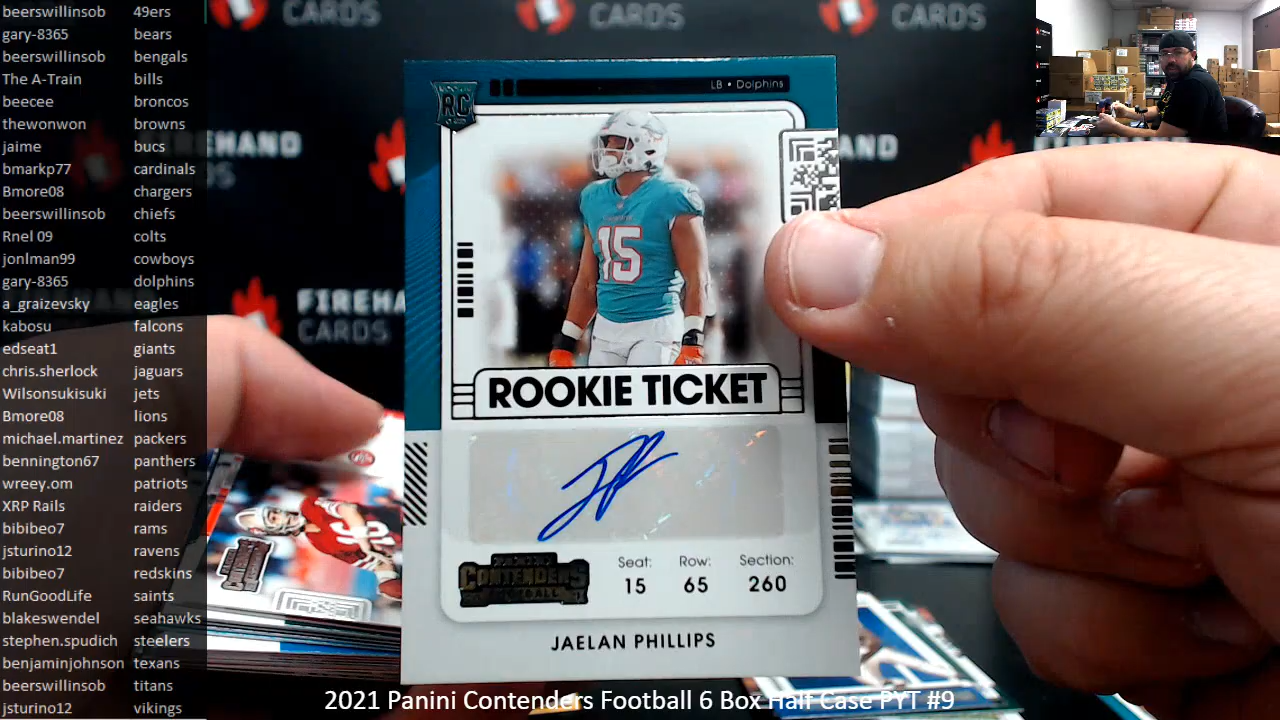 beerswillinsob 49ers
gary-8365 bears
beerswillinsob bengals
The A-Train bills
beecee broncos
thewonwon browns
jaime bucs
bmarkp77 cardinals
Bmore08 chargers
beerswillinsob chiefs
Rnel 09 colts
jonlman99 cowboys
gary-8365 dolphins
a_graizevsky eagles
kabosu falcons
edseat1 giants
chris.sherlock jaguars
Wilsonsukisuki jets
Bmore08 lions
michael.martinez packers
bennington67 panthers
wreey.om patriots
XRP Rails raiders
bibibeo7 rams
jsturino12 ravens
bibibeo7 redskins
RunGoodLife saints
blakeswendel seahawks
stephen.spudich steelers
benjaminjohnson texans
beerswillinsob titans
jsturino12 vikings
CARDS
CARDS
CARDS
FIREHA
CARDS
RC
LB • Dolphins
15
ROOKIE TICKET
PANINI
CONTENDERS
FOOTBALL
Seat: Row: Section:
15 65 260
JAELAN PHILLIPS
2021 Panini Contenders Football 6 Box Half Case PYT #9